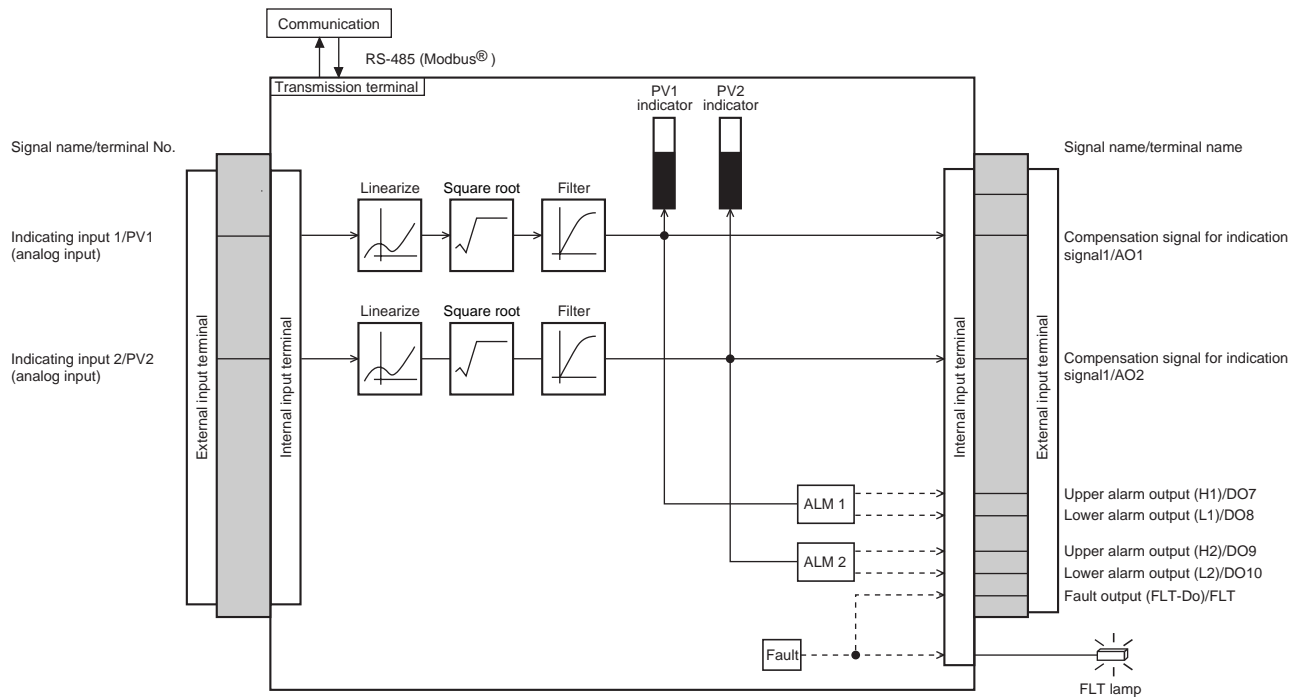 Communication
RS-485 (Modbus® )
Transmission terminal
PV1
indicator
PV2
indicator
Signal name/terminal No.
Signal name/terminal name
Linearize
Square root
Filter
Indicating input 1/PV1
(analog input)
Compensation signal for indication
signal1/AO1
Linearize
Square root
Filter
Indicating input 2/PV2
(analog input)
Compensation signal for indication
signal1/AO2
External input terminal
Internal input terminal
Internal input terminal
External input terminal
ALM 1
Upper alarm output (H1)/DO7
Lower alarm output (L1)/DO8
ALM 2
Upper alarm output (H2)/DO9
Lower alarm output (L2)/DO10
Fault output (FLT-Do)/FLT
Fault
FLT lamp